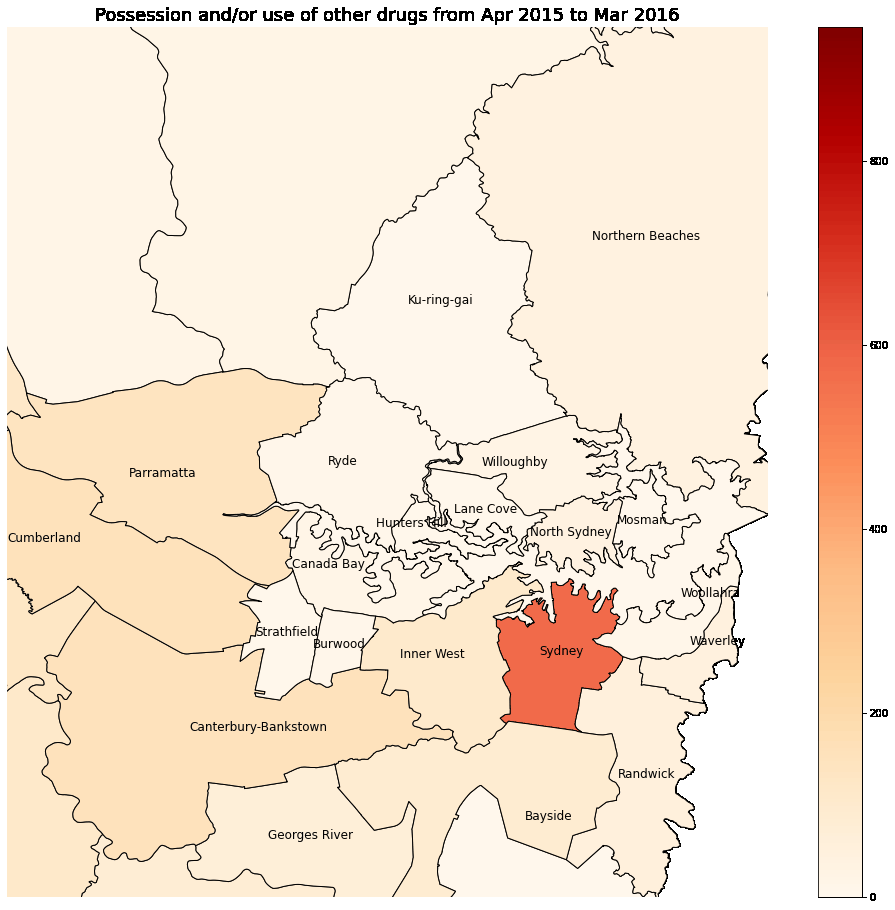 Possession and/or use of other drugs from Apr 2015 to Mar 2016
800
Northern Beaches
Ku-ring-gai
600
Ryde
Willoughby
Parramatta
Lane Cove
Hunters Hill
Mosman
400
North Sydney
Cumberland
Canada Bay
Woollahra
Strathfield
Burwood
Waverley
Inner West
Sydney
200
Canterbury-Bankstown
Randwick
Bayside
Georges River
0